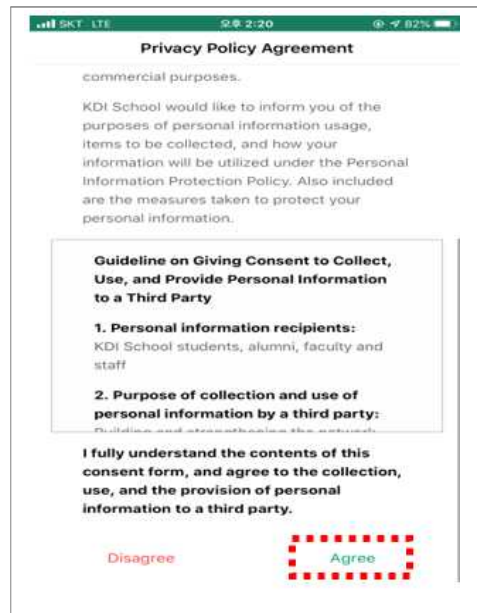 SKT LTE 오후 2:20 82%
Privacy Policy Agreement
commercial purposes.
KDI School would like to inform you of the
purposes of personal information usage,
items to be collected, and how your
information will be utilized under the Personal
Information Protection Policy. Also included
are the measures taken to protect your
personal information.
Guideline on Giving Consent to Collect,
Use, and Provide Personal Information
to a Third Party
1. Personal information recipients:
KDI School students, alumni, faculty and
staff
2. Purpose of collection and use of
personal information by a third party:
Building and strengthening the network
I fully understand the contents of this
consent form, and agree to the collection,
use, and the provision of personal
information to a third party.
Disagree Agree